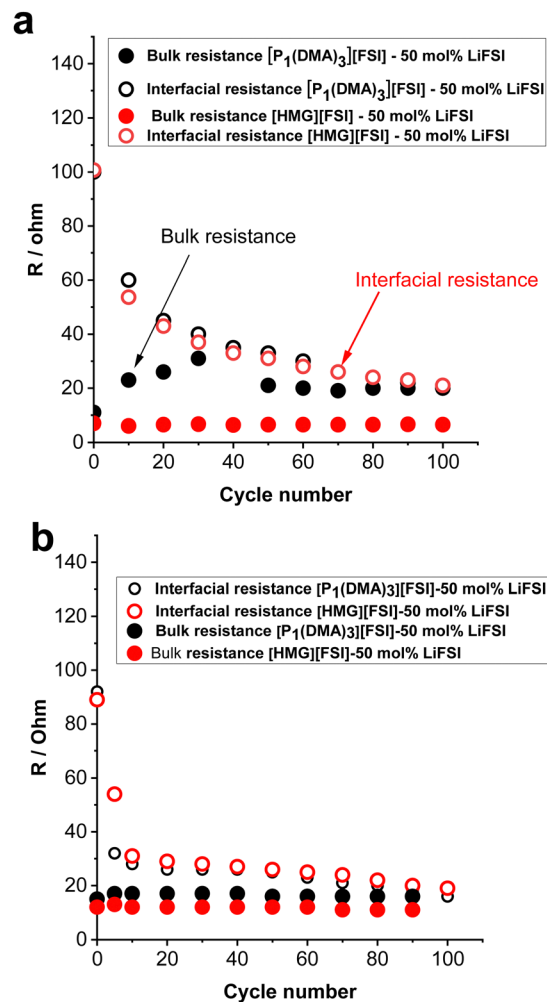 a
Bulk resistance [P1(DMA)3][FSI] - 50 mol% LiFSI
Interfacial resistance [P1(DMA)3][FSI] - 50 mol% LiFSI
Bulk resistance [HMG][FSI] - 50 mol% LiFSI
Interfacial resistance [HMG][FSI] - 50 mol% LiFSI
140
120
100
80
60
40
20
0
R / ohm
Bulk resistance
Interfacial resistance
0 20 40 60 80 100
Cycle number
b
Interfacial resistance [P1(DMA)3][FSI]-50 mol% LiFSI
Interfacial resistance [HMG][FSI]-50 mol% LiFSI
Bulk resistance [P1(DMA)3][FSI]-50 mol% LiFSI
Bulk resistance [HMG][FSI]-50 mol% LiFSI
140
120
100
80
60
40
20
0
R / Ohm
0 20 40 60 80 100
Cycle number